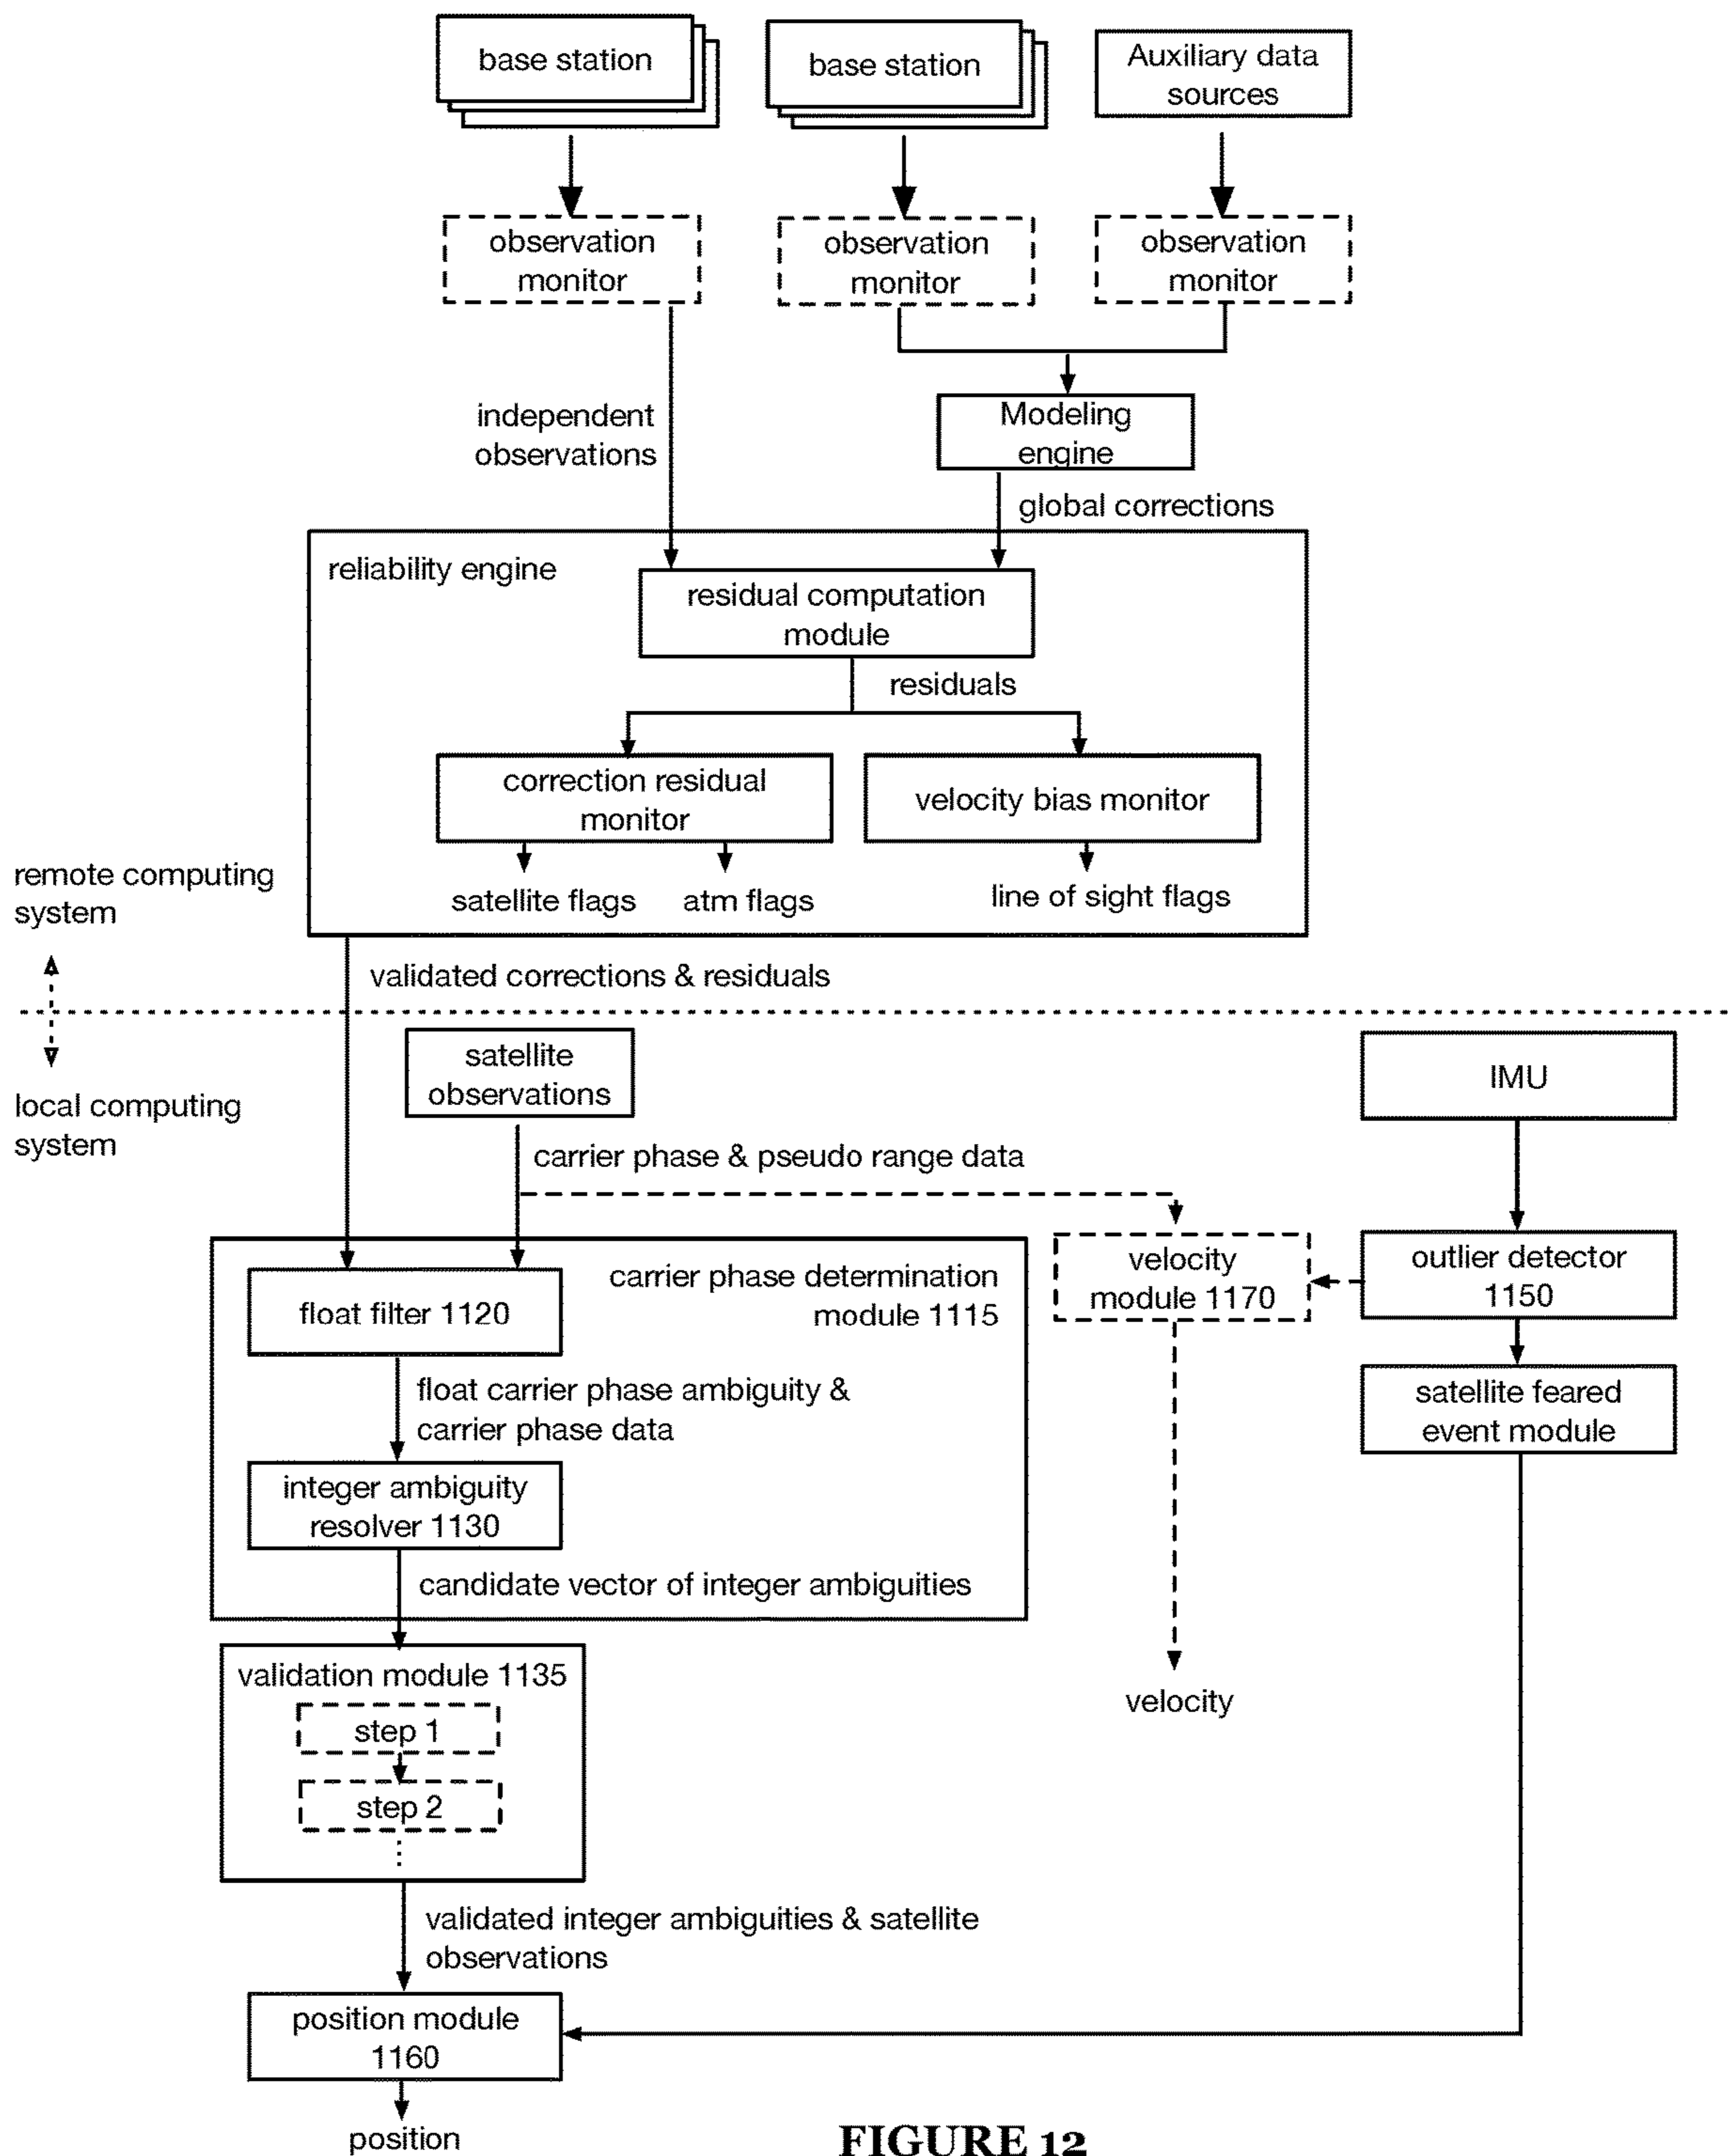 base station
base station
Auxiliary data
sources
observation
monitor
observation
monitor
observation
monitor
independent
observations
Modeling
engine
global corrections
reliability engine
residual computation
module
residuals
correction residual
monitor
velocity bias monitor
satellite flags
atm flags
line of sight flags
remote computing
system
validated corrections & residuals
local computing
system
satellite
observations
IMU
carrier phase & pseudo range data
carrier phase determination
module 1115
float filter 1120
velocity
module 1170
outlier detector
1150
float carrier phase ambiguity &
carrier phase data
satellite feared
event module
integer ambiguity
resolver 1130
candidate vector of integer ambiguities
validation module 1135
step 1
step 2
velocity
validated integer ambiguities & satellite
observations
position module
1160
position
FIGURE 12